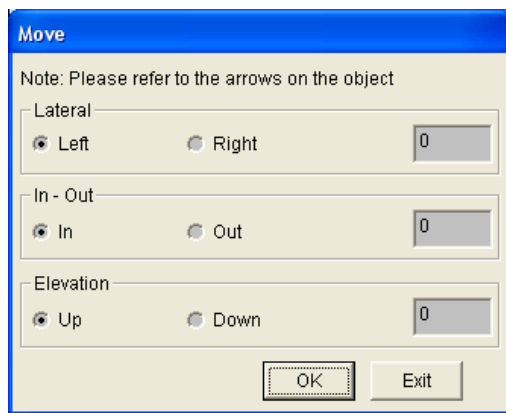 Move
Note: Please refer to the arrows on the object
Lateral
Left Right 0
In - Out
In Out 0
Elevation
Up Down 0
OK Exit